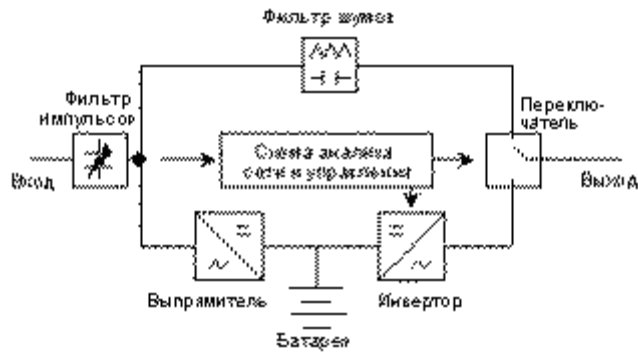 Фильтр шумов
Фильтр
импульсов
Переклю-
чатель
Схема анализа
сети и управления
Вход
Выход
Выпрямитель
Инвертор
Батарея